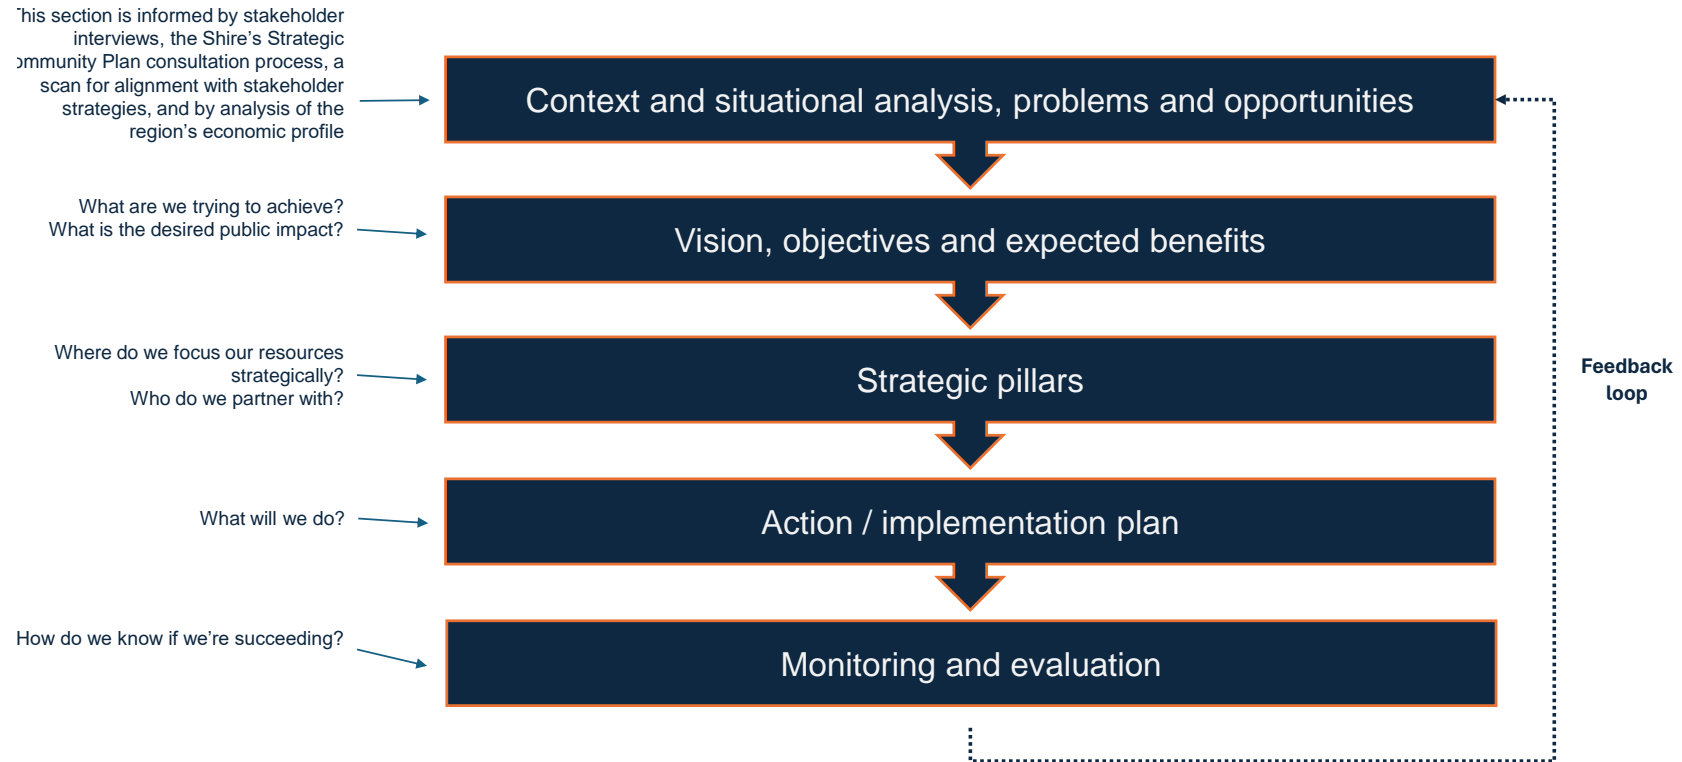 This section is informed by stakeholder
interviews, the Shire’s Strategic
ommunity Plan consultation process, a
scan for alignment with stakeholder
strategies, and by analysis of the
region’s economic profile
Context and situational analysis, problems and opportunities
What are we trying to achieve?
What is the desired public impact?
Vision, objectives and expected benefits
Where do we focus our resources
strategically?
Who do we partner with?
Strategic pillars
Feedback
loop
What will we do?
Action / implementation plan
How do we know if we’re succeeding?
Monitoring and evaluation